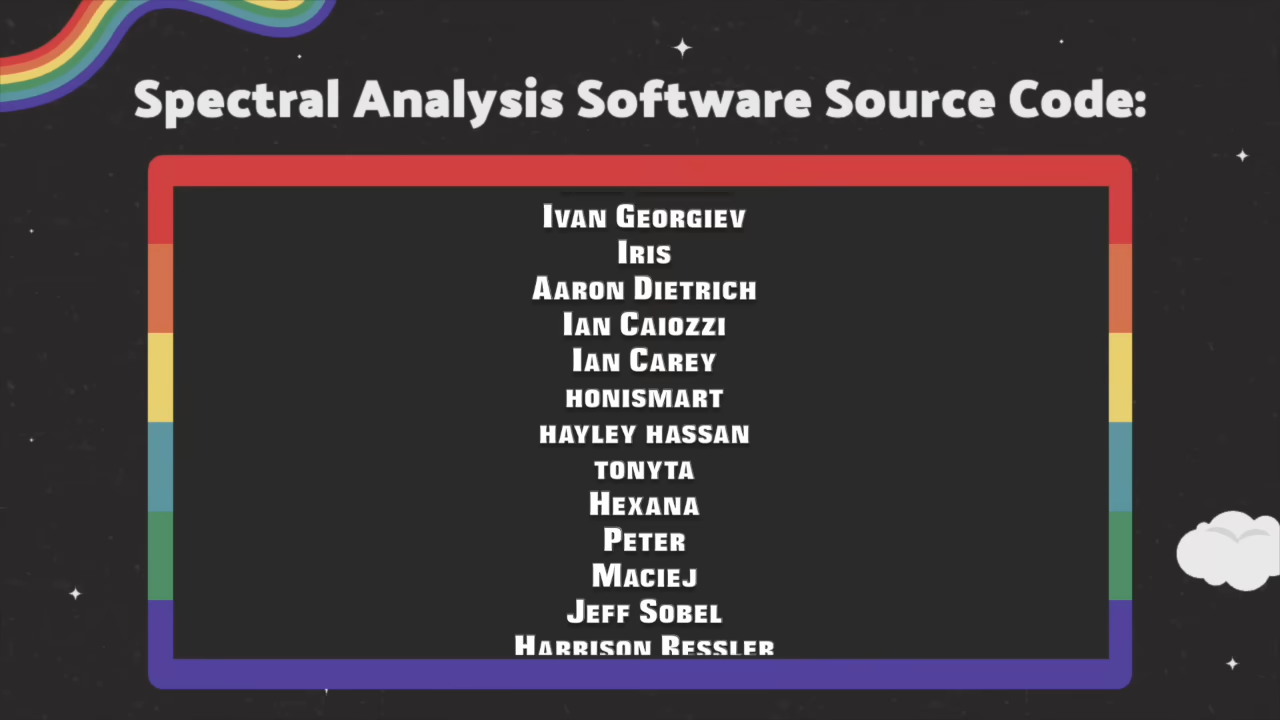 Spectral Analysis Software Source Code:
Ivan Georgiev
Iris
Aaron Dietrich
Ian Caiozzi
Ian Carey
honismart
hayley hassan
tonyta
Hexana
Peter
Maciej
Jeff Sobel
Harrison Ressler